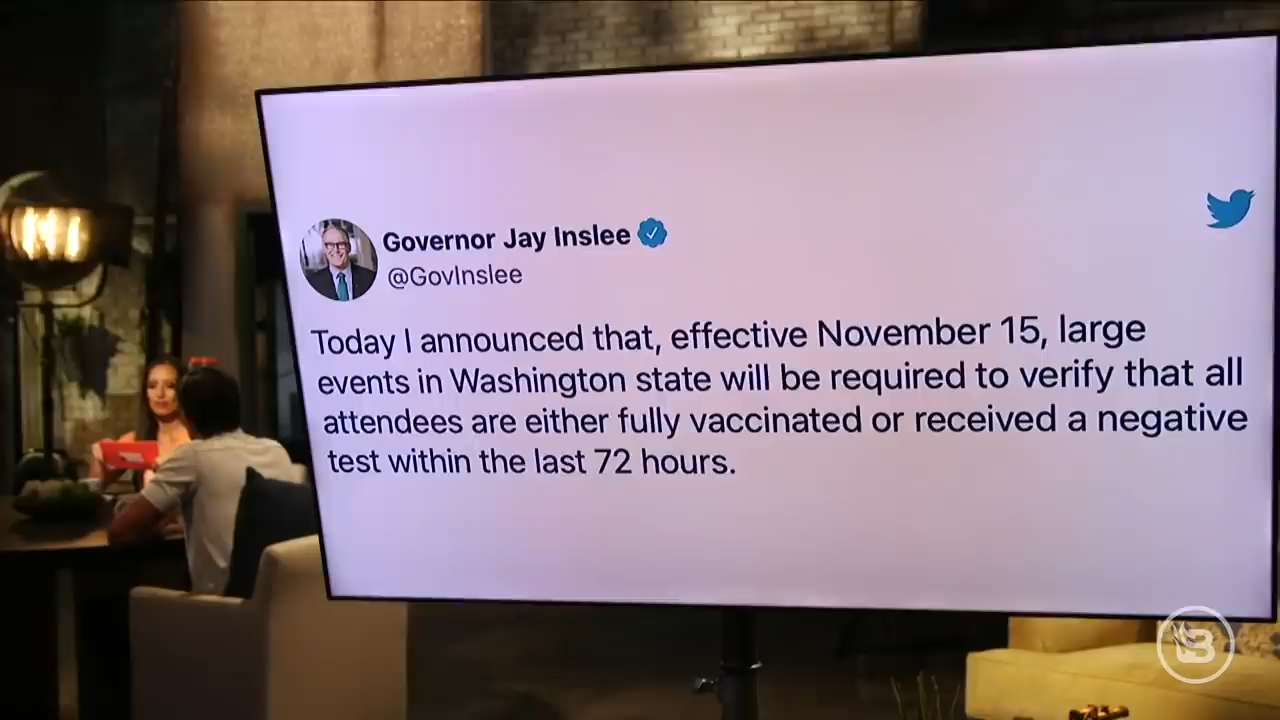 Governor Jay Inslee
@GovInslee
Today I announced that, effective November 15, large
events in Washington state will be required to verify that all
attendees are either fully vaccinated or received a negative
test within the last 72 hours.
B